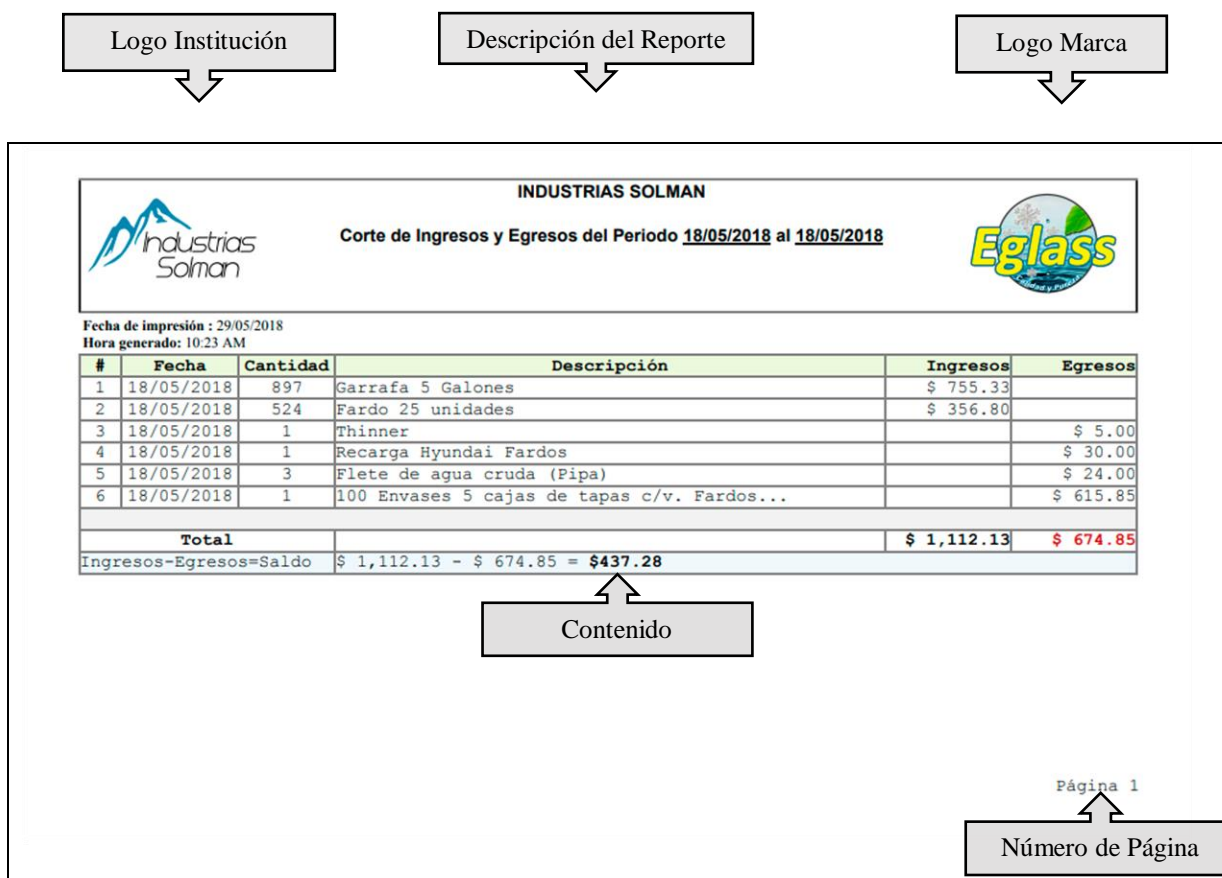 Logo Institución
Descripción del Reporte
Logo Marca
INDUSTRIAS SOLMAN
Industrias
Solman
Corte de Ingresos y Egresos del Periodo 18/05/2018 al 18/05/2018
Eglass
Calidad y Pureza
Fecha de impresión : 29/05/2018
Hora generado: 10:23 AM
# Fecha Cantidad Descripción Ingresos Egresos
1 18/05/2018 897 Garrafa 5 Galones $ 755.33
2 18/05/2018 524 Fardo 25 unidades $ 356.80
3 18/05/2018 1 Thinner $ 5.00
4 18/05/2018 1 Recarga Hyundai Fardos $ 30.00
5 18/05/2018 3 Flete de agua cruda (Pipa) $ 24.00
6 18/05/2018 1 100 Envases 5 cajas de tapas c/v. Fardos... $ 615.85
Total $ 1,112.13 $ 674.85
Ingresos-Egresos=Saldo $ 1,112.13 - $ 674.85 = $437.28
Contenido
Página 1
Número de Página